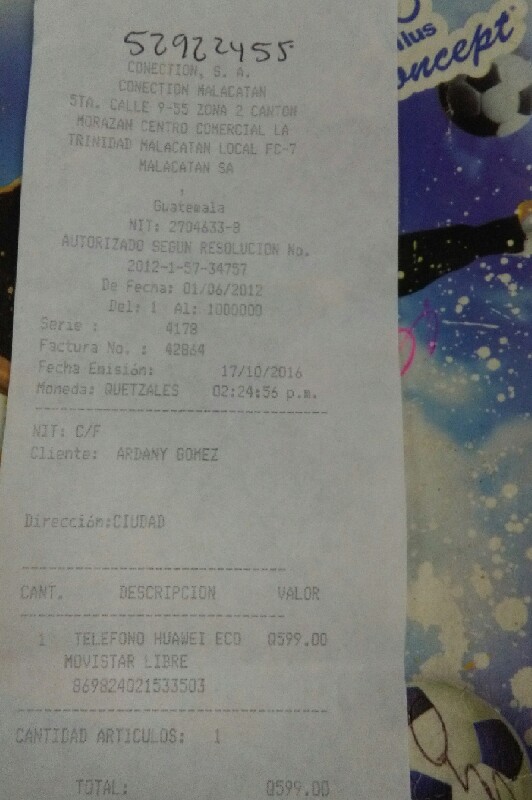 52922455
CONECTION, S. A.
CONECTION MALACATAN
5TA. CALLE 9-55 ZONA 2 CANTON
MORAZAN CENTRO COMERCIAL LA
TRINIDAD MALACATAN LOCAL FC-7
MALACATAN SA
,
Guatemala
NIT: 2704633-8
AUTORIZADO SEGUN RESOLUCION No.
2012-1-57-34757
De Fecha: 01/06/2012
Del: 1 Al: 1000000
Serie : 4178
Factura No. : 42864
Fecha Emisión: 17/10/2016
Moneda: QUETZALES 02:24:56 p.m.
NIT: C/F
Cliente: ARDANY GOMEZ
Dirección:CIUDAD
CANT. DESCRIPCION VALOR
1 TELEFONO HUAWEI ECO Q599.00
MOVISTAR LIBRE
869824021533503
CANTIDAD ARTICULOS: 1
TOTAL: Q599.00
oncept